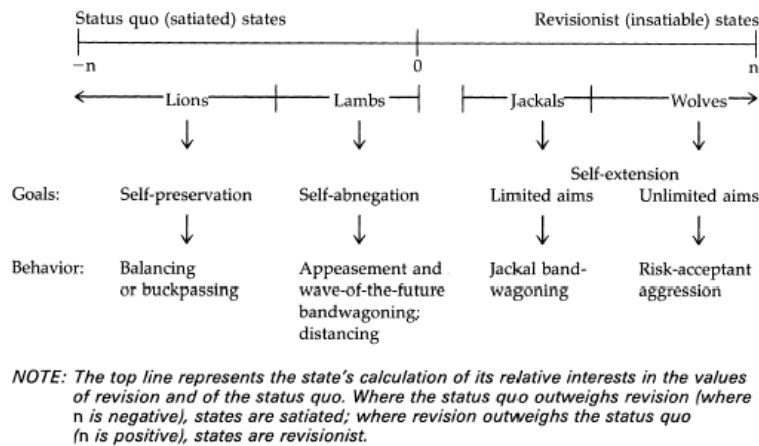 Status quo (satiated) states Revisionist (insatiable) states
−n 0 n
Lions Lambs Jackals Wolves
Self-extension
Goals: Self-preservation Self-abnegation Limited aims Unlimited aims
Behavior: Balancing Appeasement and Jackal band- Risk-acceptant
or buckpassing wave-of-the-future wagoning aggression
bandwagoning;
distancing
NOTE: The top line represents the state's calculation of its relative interests in the values
of revision and of the status quo. Where the status quo outweighs revision (where
n is negative), states are satiated; where revision outweighs the status quo
(n is positive), states are revisionist.